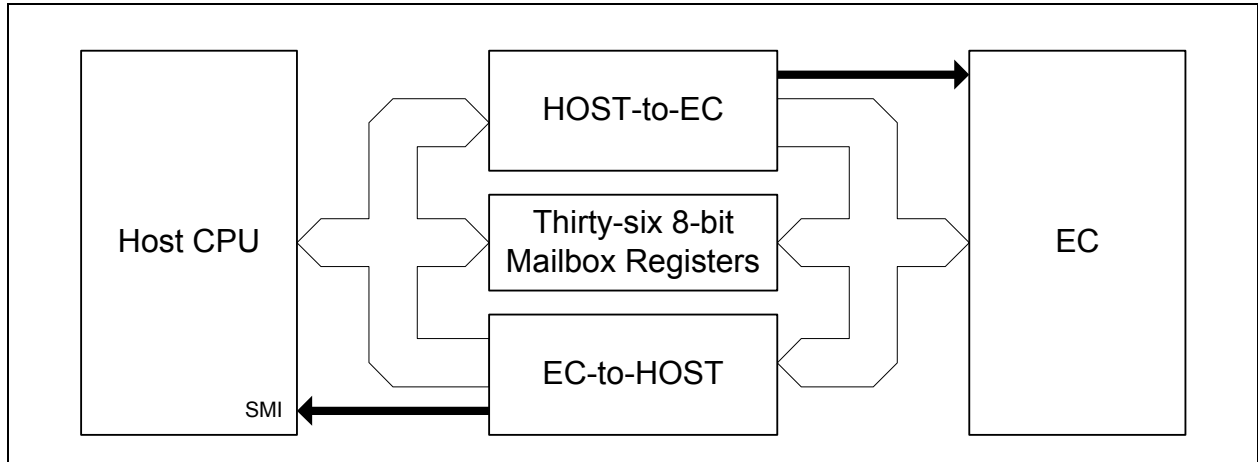 HOST-to-EC
Host CPU
Thirty-six 8-bit
Mailbox Registers
EC
EC-to-HOST
SMI